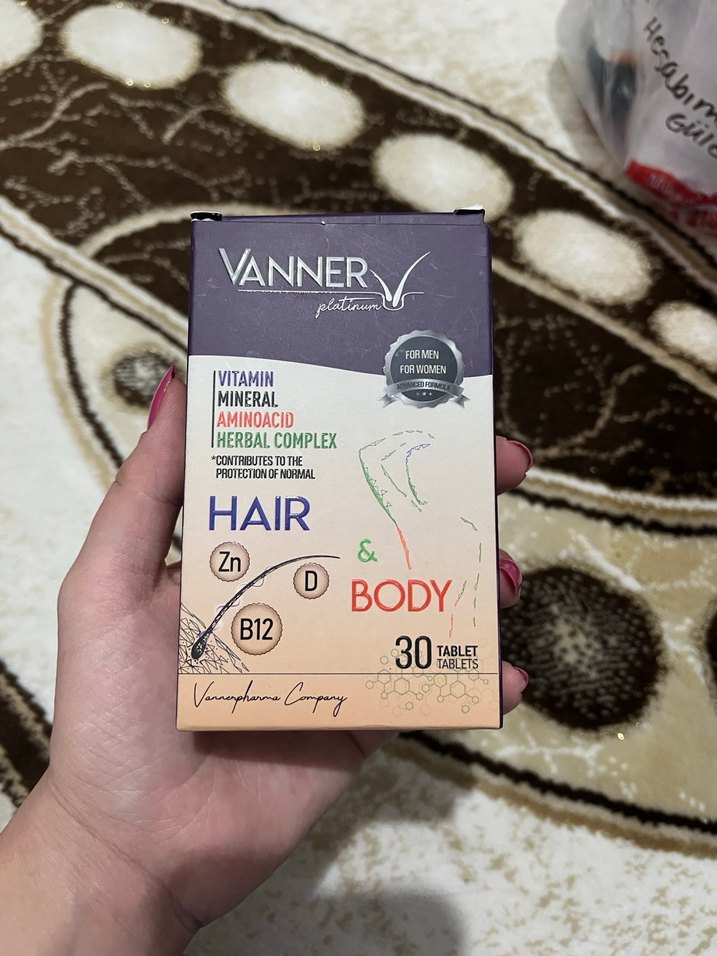 VANNER
platinum
FOR MEN
FOR WOMEN
ADVANCED FORMULA
VITAMIN
MINERAL
AMINOACID
HERBAL COMPLEX
*CONTRIBUTES TO THE
PROTECTION OF NORMAL
HAIR
&
BODY
Zn
D
B12
30 TABLET
TABLETS
Vannerpharma Company
Hesabım